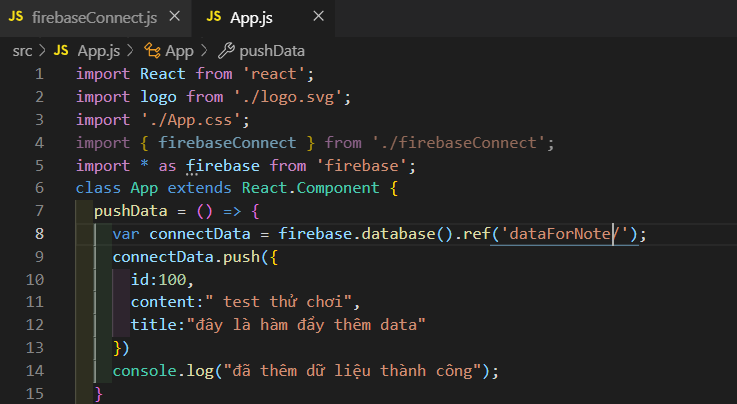 JS firebaseConnect.js × JS App.js ×
src > JS App.js > App > pushData
1 import React from 'react';
2 import logo from './logo.svg';
3 import './App.css';
4 import { firebaseConnect } from './firebaseConnect';
5 import * as firebase from 'firebase';
6 class App extends React.Component {
7 pushData = () => {
8 var connectData = firebase.database().ref('dataForNote/');
9 connectData.push({
10 id:100,
11 content:" test thử chơi",
12 title:"đây là hàm đẩy thêm data"
13 })
14 console.log("đã thêm dữ liệu thành công");
15 }